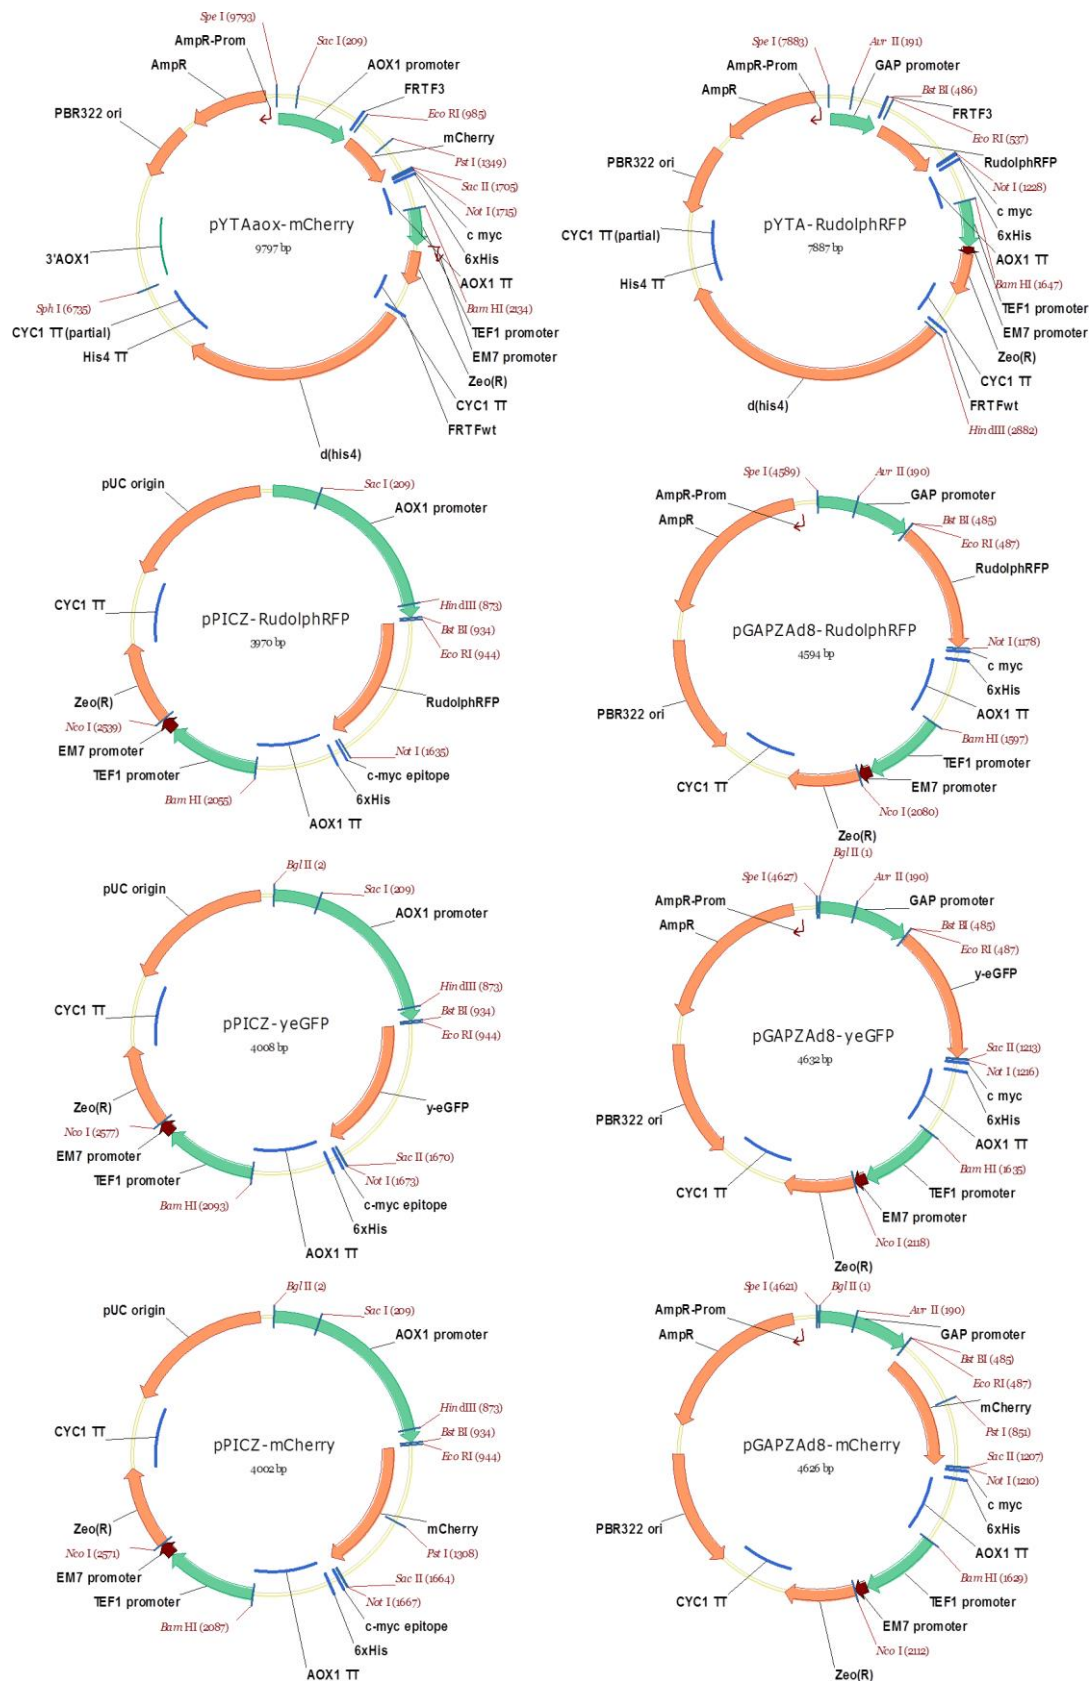 Spe I (9793)
AmpR-Prom
Sac I (209)
AmpR
AOX1 promoter
FRTF3
PBR322 ori
Eco RI (985)
mCherry
Pst I (1349)
Sac II (1705)
Not I (1715)
c myc
pYTAaox-mCherry
9797 bp
6xHis
3'AOX1
AOX1 TT
Sph I (6735)
Bam HI (2134)
CYC1 TT (partial)
TEF1 promoter
His4 TT
EM7 promoter
Zeo(R)
CYC1 TT
FRTFwt
d(his4)
Spe I (7883)
Avr II (191)
AmpR-Prom
GAP promoter
AmpR
Bst BI (486)
FRTF3
Eco RI (537)
PBR322 ori
RudolphRFP
Not I (1228)
c myc
pYTA-RudolphRFP
7887 bp
CYC1 TT(partial)
6xHis
AOX1 TT
His4 TT
Bam HI (1647)
TEF1 promoter
EM7 promoter
Zeo(R)
CYC1 TT
d(his4)
FRTFwt
Hin dIII (2882)
pUC origin
Sac I (209)
AOX1 promoter
CYC1 TT
Hin dIII (873)
pPICZ-RudolphRFP
3970 bp
Bst BI (934)
Eco RI (944)
Zeo(R)
RudolphRFP
Nco I (2539)
EM7 promoter
Not I (1635)
TEF1 promoter
c-myc epitope
Bam HI (2055)
6xHis
AOX1 TT
Spe I (4589)
Avr II (190)
AmpR-Prom
GAP promoter
AmpR
Bst BI (485)
Eco RI (487)
RudolphRFP
pGAPZAd8-RudolphRFP
4594 bp
Not I (1178)
c myc
6xHis
AOX1 TT
PBR322 ori
Bam HI (1597)
CYC1 TT
TEF1 promoter
EM7 promoter
Nco I (2080)
Zeo(R)
pUC origin
Bgl II (2)
Sac I (209)
AOX1 promoter
CYC1 TT
Hin dIII (873)
pPICZ-yeGFP
4008 bp
Bst BI (934)
Eco RI (944)
Zeo(R)
y-eGFP
Nco I (2577)
EM7 promoter
Sac II (1670)
TEF1 promoter
Not I (1673)
Bam HI (2093)
c-myc epitope
6xHis
AOX1 TT
Bgl II (1)
Spe I (4627)
Avr II (190)
AmpR-Prom
GAP promoter
AmpR
Bst BI (485)
Eco RI (487)
y-eGFP
pGAPZAd8-yeGFP
4632 bp
Sac II (1213)
Not I (1216)
c myc
6xHis
PBR322 ori
AOX1 TT
Bam HI (1635)
CYC1 TT
TEF1 promoter
EM7 promoter
Nco I (2118)
Zeo(R)
pUC origin
Bgl II (2)
Sac I (209)
AOX1 promoter
CYC1 TT
Hin dIII (873)
pPICZ-mCherry
4002 bp
Bst BI (934)
Eco RI (944)
Zeo(R)
mCherry
Nco I (2571)
Pst I (1308)
EM7 promoter
Sac II (1664)
TEF1 promoter
Not I (1667)
Bam HI (2087)
c-myc epitope
6xHis
AOX1 TT
Spe I (4621)
Bgl II (1)
AmpR-Prom
Avr II (190)
AmpR
GAP promoter
Bst BI (485)
Eco RI (487)
mCherry
Pst I (851)
pGAPZAd8-mCherry
4626 bp
Sac II (1207)
Not I (1210)
c myc
6xHis
PBR322 ori
AOX1 TT
Bam HI (1629)
CYC1 TT
TEF1 promoter
EM7 promoter
Nco I (2112)
Zeo(R)